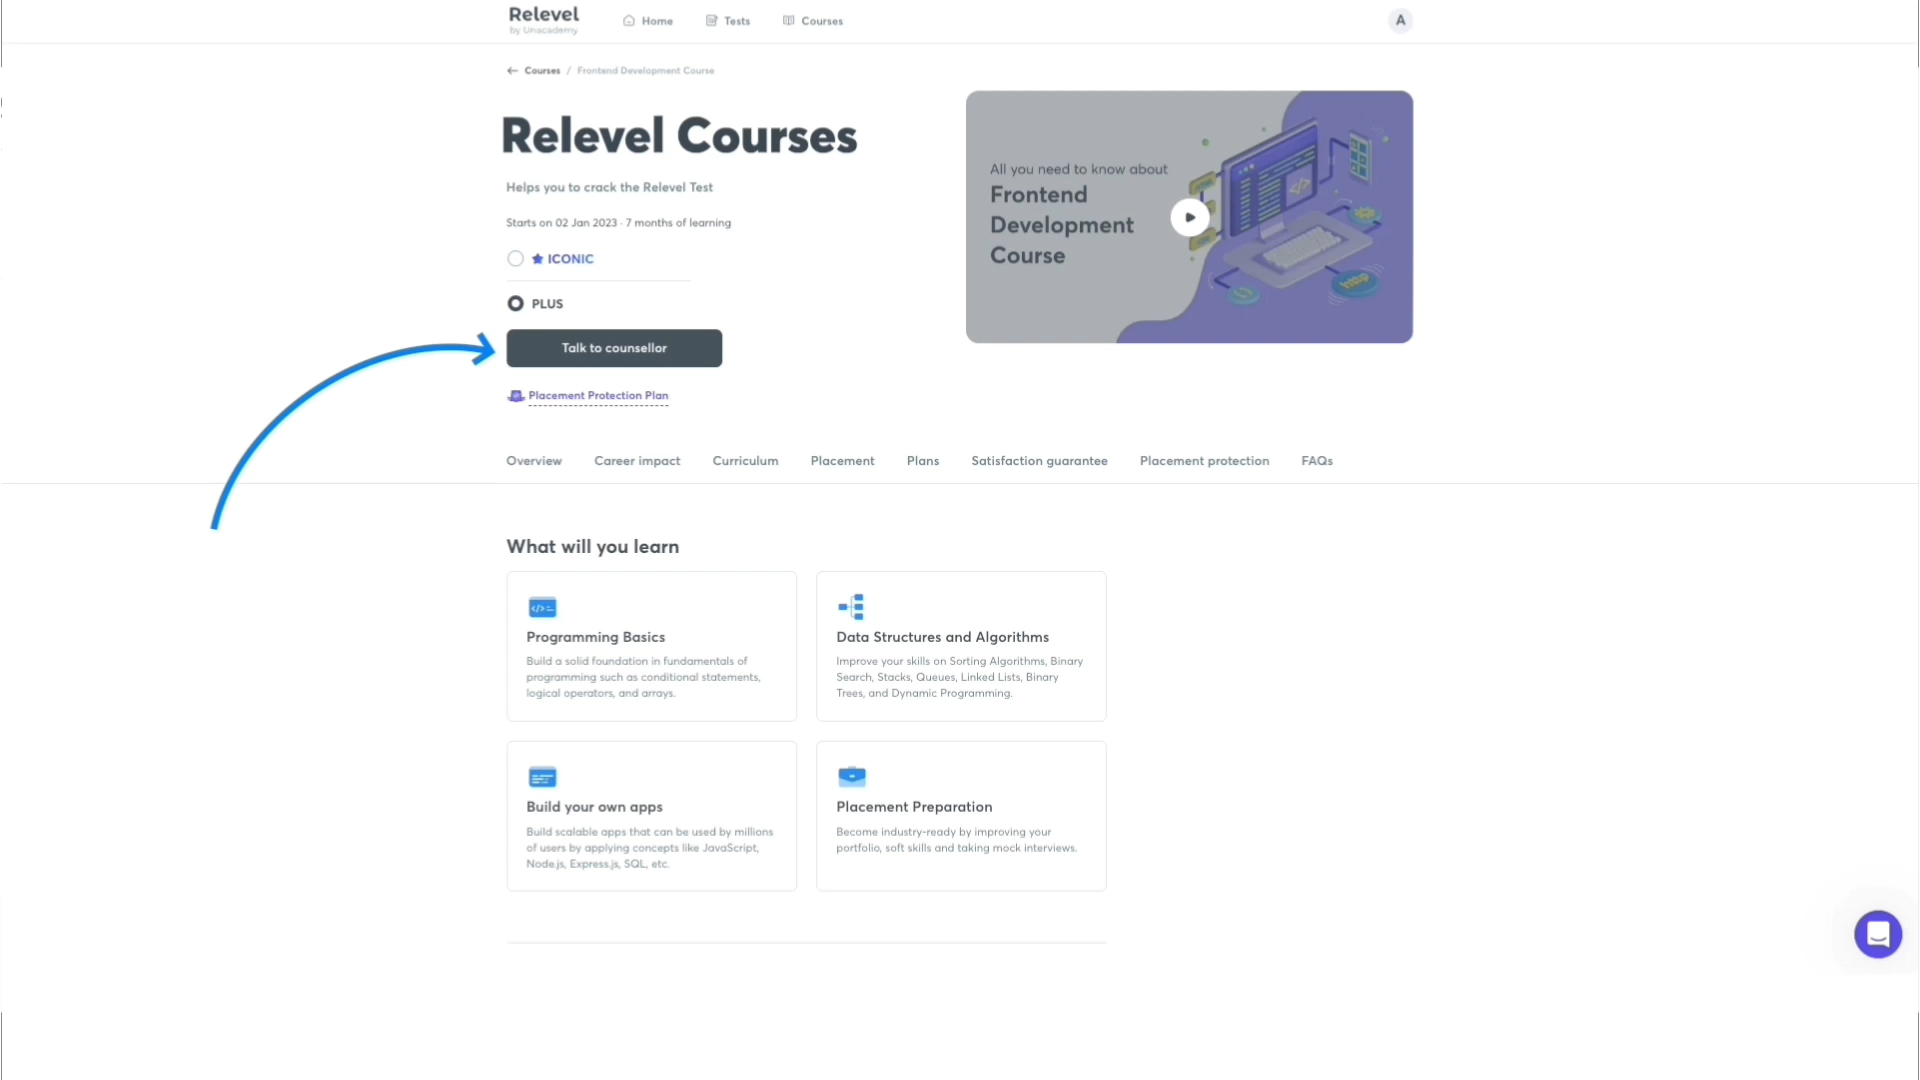 Relevel
by Unacademy
Home
Tests
Courses
A
Courses / Frontend Development Course
Relevel Courses
Helps you to crack the Relevel Test
Starts on 02 Jan 2023 · 7 months of learning
ICONIC
PLUS
Talk to counsellor
Placement Protection Plan
All you need to know about
Frontend
Development
Course
Overview
Career impact
Curriculum
Placement
Plans
Satisfaction guarantee
Placement protection
FAQs
What will you learn
Programming Basics
Build a solid foundation in fundamentals of
programming such as conditional statements,
logical operators, and arrays.
Data Structures and Algorithms
Improve your skills on Sorting Algorithms, Binary
Search, Stacks, Queues, Linked Lists, Binary
Trees, and Dynamic Programming.
Build your own apps
Build scalable apps that can be used by millions
of users by applying concepts like JavaScript,
Node.js, Express.js, SQL, etc.
Placement Preparation
Become industry-ready by improving your
portfolio, soft skills and taking mock interviews.